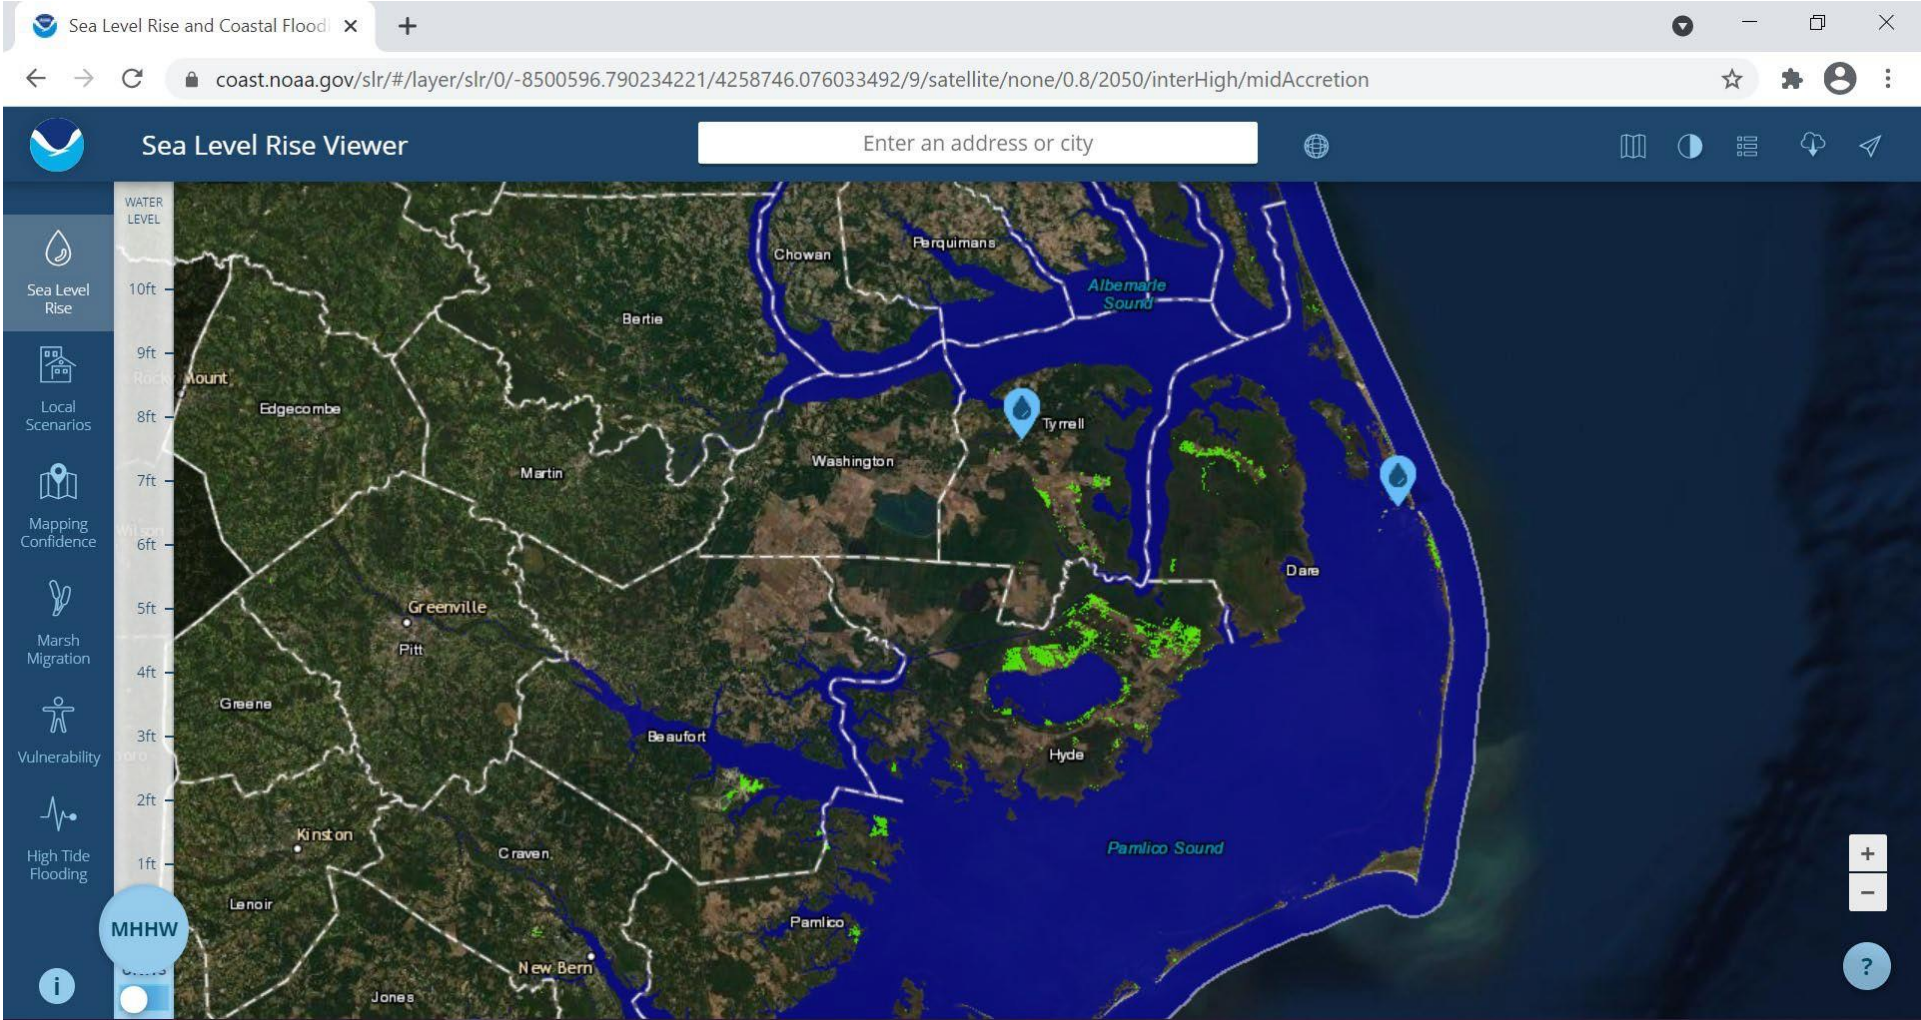 Sea Level Rise and Coastal Floodi
coast.noaa.gov/slr/#/layer/slr/0/-8500596.790234221/4258746.076033492/9/satellite/none/0.8/2050/interHigh/midAccretion
Sea Level Rise Viewer
Enter an address or city
Sea Level
Rise
Local
Scenarios
Mapping
Confidence
Marsh
Migration
Vulnerability
High Tide
Flooding
i
WATER
LEVEL
10ft
9ft
8ft
7ft
6ft
5ft
4ft
3ft
2ft
1ft
MHHW
Chowan
Perquimans
Albemarle
Sound
Bertie
Rocky Mount
Edgecombe
Tyrrell
Washington
Martin
Wilson
Dare
Greenville
Pitt
Greene
Beaufort
Hyde
Kinston
Craven
Pamlico Sound
Lenoir
Pamlico
New Bern
Jones
+
−
?